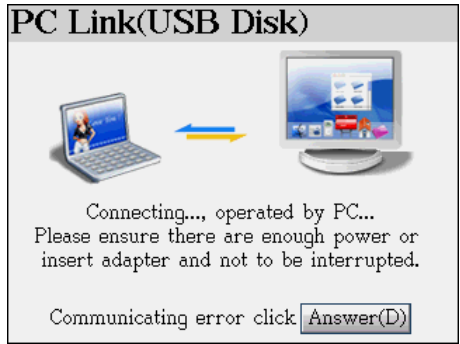 PC Link(USB Disk)
Connecting..., operated by PC...
Please ensure there are enough power or
insert adapter and not to be interrupted.
Communicating error click Answer(D)